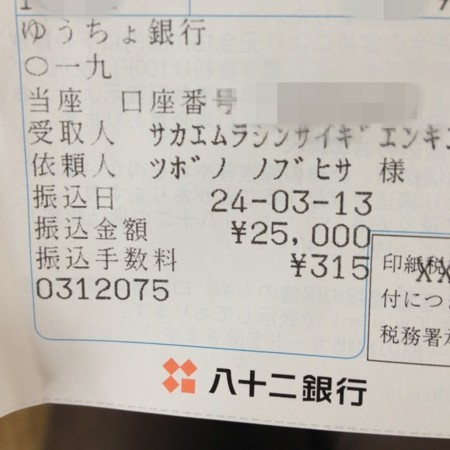 ゆうちょ銀行
〇一九
当座 口座番号
受取人 サカエムラシンサイギエンキン
依頼人 ツボノ ノブヒサ 様
振込日 24-03-13
振込金額 ¥25,000
振込手数料 ¥315
0312075
印紙税
付につ
税務署
八十二銀行